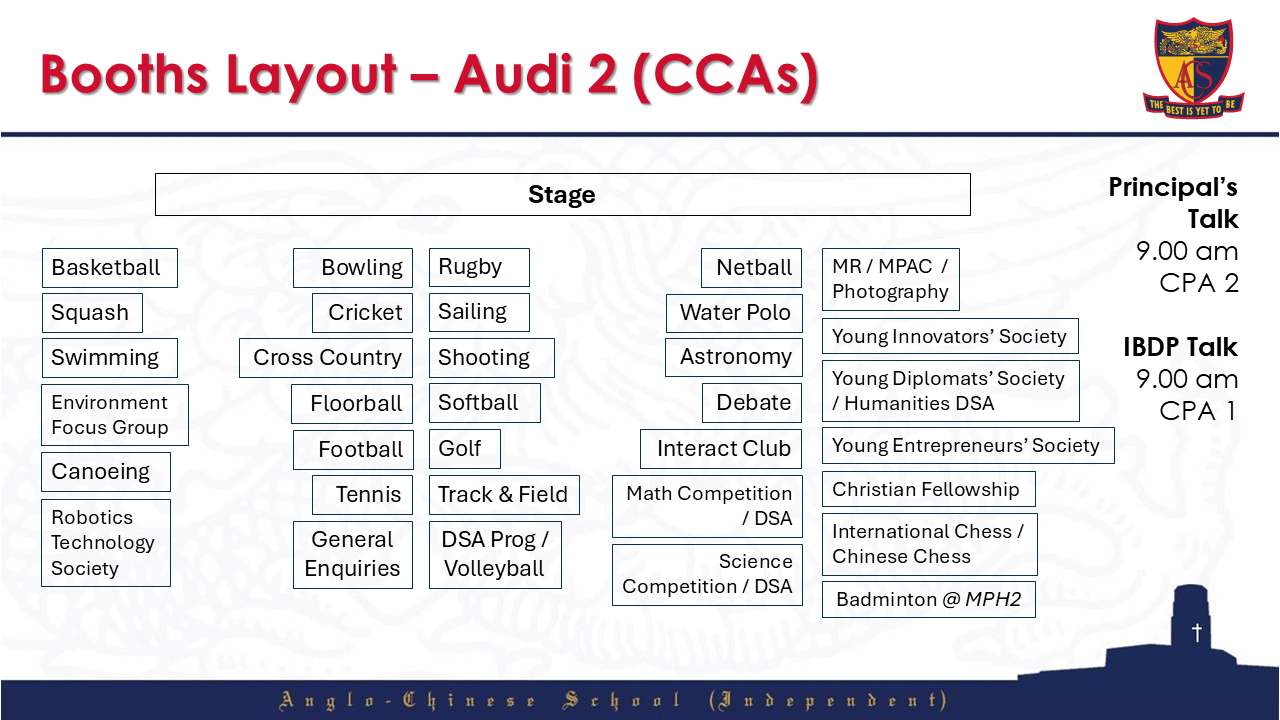 Booths Layout – Audi 2 (CCAs)
THE BEST IS YET TO BE
ACS
Stage
Principal's
Talk
9.00 am
CPA 2
IBDP Talk
9.00 am
CPA 1
Basketball
Squash
Swimming
Environment
Focus Group
Canoeing
Robotics
Technology
Society
Bowling
Cricket
Cross Country
Floorball
Football
Tennis
General
Enquiries
Rugby
Sailing
Shooting
Softball
Golf
Track & Field
DSA Prog /
Volleyball
Netball
Water Polo
Astronomy
Debate
Interact Club
Math Competition
/ DSA
Science
Competition / DSA
MR / MPAC /
Photography
Young Innovators' Society
Young Diplomats' Society
/ Humanities DSA
Young Entrepreneurs' Society
Christian Fellowship
International Chess /
Chinese Chess
Badminton @ MPH2
Anglo-Chinese School (Independent)